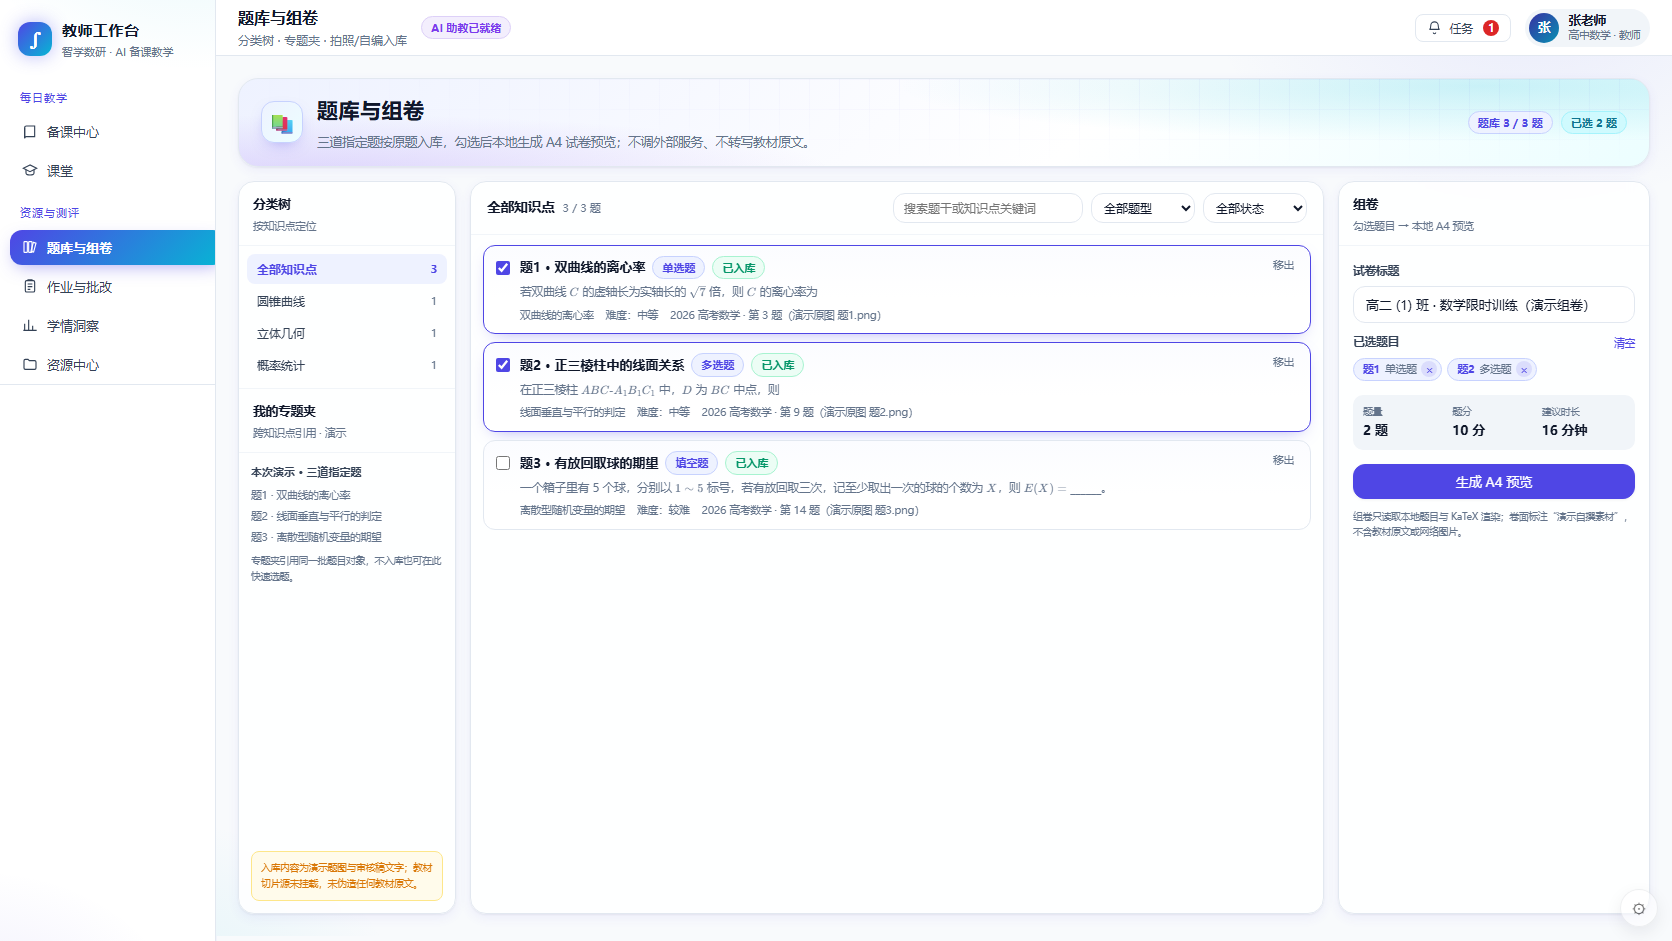 教师工作台
智学数研 · AI 备课教学
每日教学
备课中心
课堂
资源与测评
题库与组卷
作业与批改
学情洞察
资源中心
题库与组卷
分类树 · 专题夹 · 拍照/自编入库
AI 助教已就绪
任务 1
张
张老师
高中数学 · 教师
题库与组卷
三道指定题按原题入库，勾选后本地生成 A4 试卷预览；不调外部服务、不转写教材原文。
题库 3 / 3 题
已选 2 题
分类树
按知识点定位
全部知识点 3
圆锥曲线 1
立体几何 1
概率统计 1
我的专题夹
跨知识点引用 · 演示
本次演示 • 三道指定题
题1 · 双曲线的离心率
题2 · 线面垂直与平行的判定
题3 · 离散型随机变量的期望
专题夹引用同一批题目对象，不入库也可在此
快速选题。
入库内容为演示题图与审核稿文字；教材
切片源未挂载，未伪造任何教材原文。
全部知识点 3 / 3 题
搜索题干或知识点关键词
全部题型
全部状态
题1 • 双曲线的离心率 单选题 已入库 移出
若双曲线 C 的虚轴长为实轴长的 √7 倍，则 C 的离心率为
双曲线的离心率 难度：中等 2026 高考数学 · 第 3 题（演示原图 题1.png）
题2 • 正三棱柱中的线面关系 多选题 已入库 移出
在正三棱柱 ABC-A₁B₁C₁ 中，D 为 BC 中点，则
线面垂直与平行的判定 难度：中等 2026 高考数学 · 第 9 题（演示原图 题2.png）
题3 • 有放回取球的期望 填空题 已入库 移出
一个箱子里有 5 个球，分别以 1 ~ 5 标号，若有放回取三次，记至少取出一次的球的个数为 X，则 E(X) = _____。
离散型随机变量的期望 难度：较难 2026 高考数学 · 第 14 题（演示原图 题3.png）
组卷
勾选题目 → 本地 A4 预览
试卷标题
高二 (1) 班 · 数学限时训练（演示组卷）
已选题目 清空
题1 单选题 ×
题2 多选题 ×
题量 题分 建议时长
2 题 10 分 16 分钟
生成 A4 预览
组卷只读取本地题目与 KaTeX 渲染；卷面标注“演示自撰素材”，
不含教材原文或网络图片。